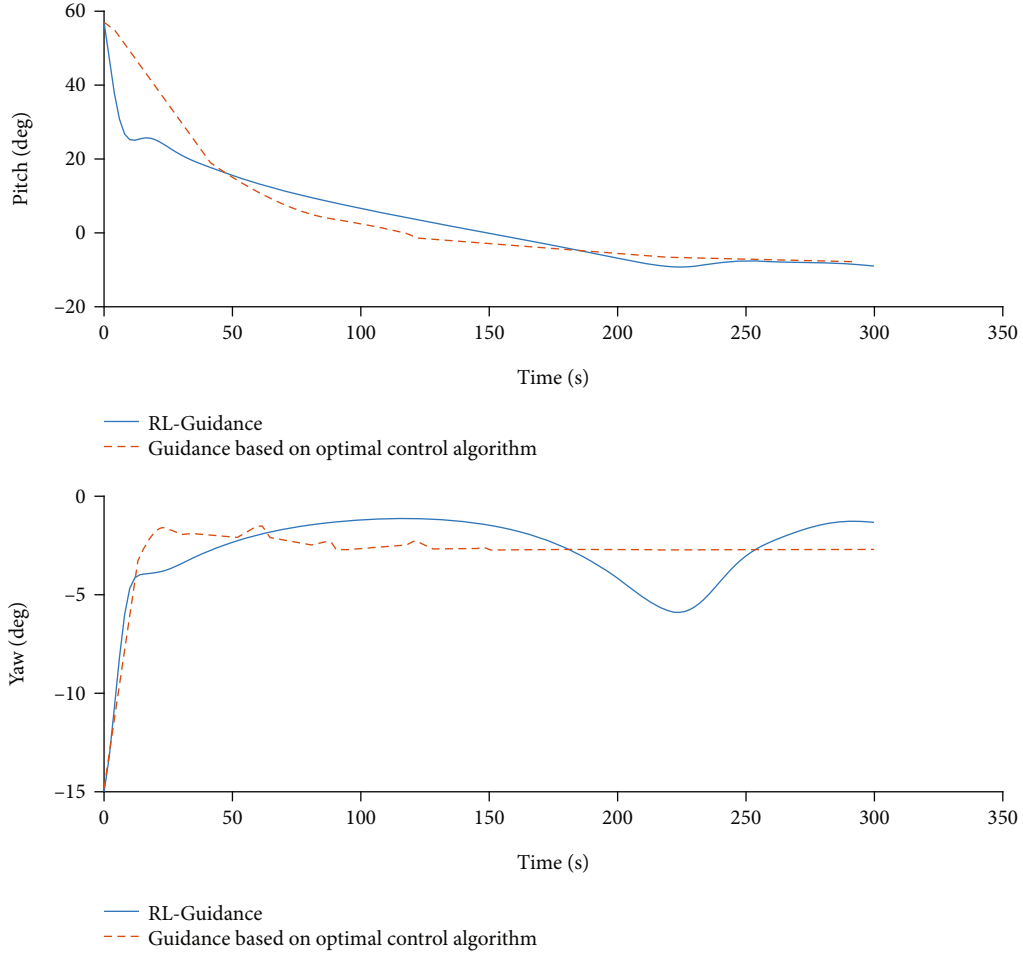 60
40
20
0
−20
Pitch (deg)
0 50 100 150 200 250 300 350
Time (s)
RL-Guidance
Guidance based on optimal control algorithm
0
−5
−10
−15
Yaw (deg)
0 50 100 150 200 250 300 350
Time (s)
RL-Guidance
Guidance based on optimal control algorithm